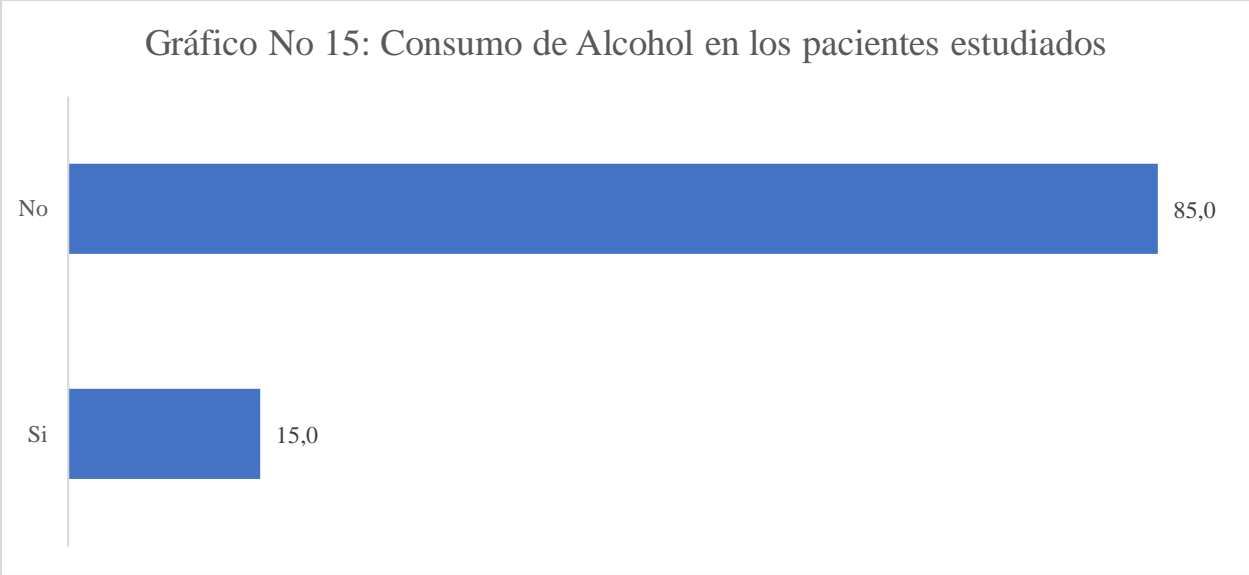 Gráfico No 15: Consumo de Alcohol en los pacientes estudiados
No
85,0
Si
15,0